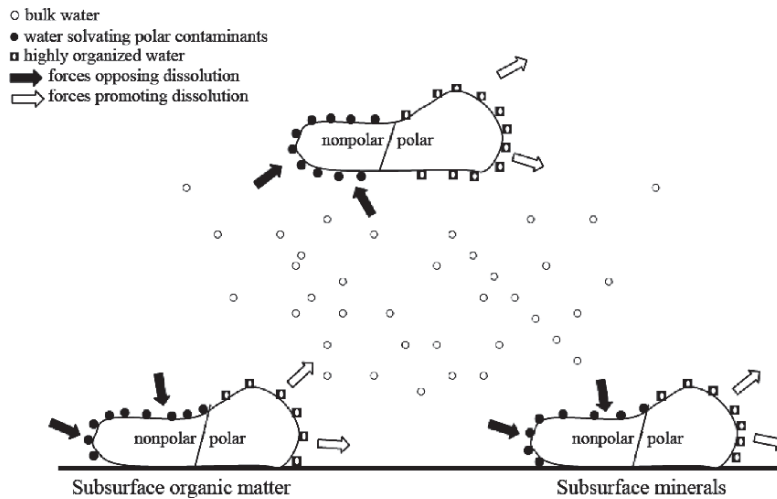 bulk water
water solvating polar contaminants
highly organized water
forces opposing dissolution
forces promoting dissolution
nonpolar polar
nonpolar polar
nonpolar polar
Subsurface organic matter
Subsurface minerals